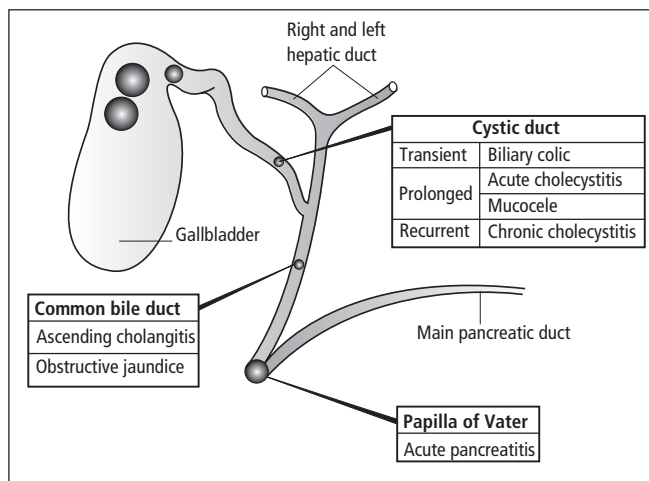 Right and left
hepatic duct
Cystic duct
Transient Biliary colic
Prolonged Acute cholecystitis
Mucocele
Recurrent Chronic cholecystitis
Gallbladder
Common bile duct
Ascending cholangitis
Obstructive jaundice
Main pancreatic duct
Papilla of Vater
Acute pancreatitis